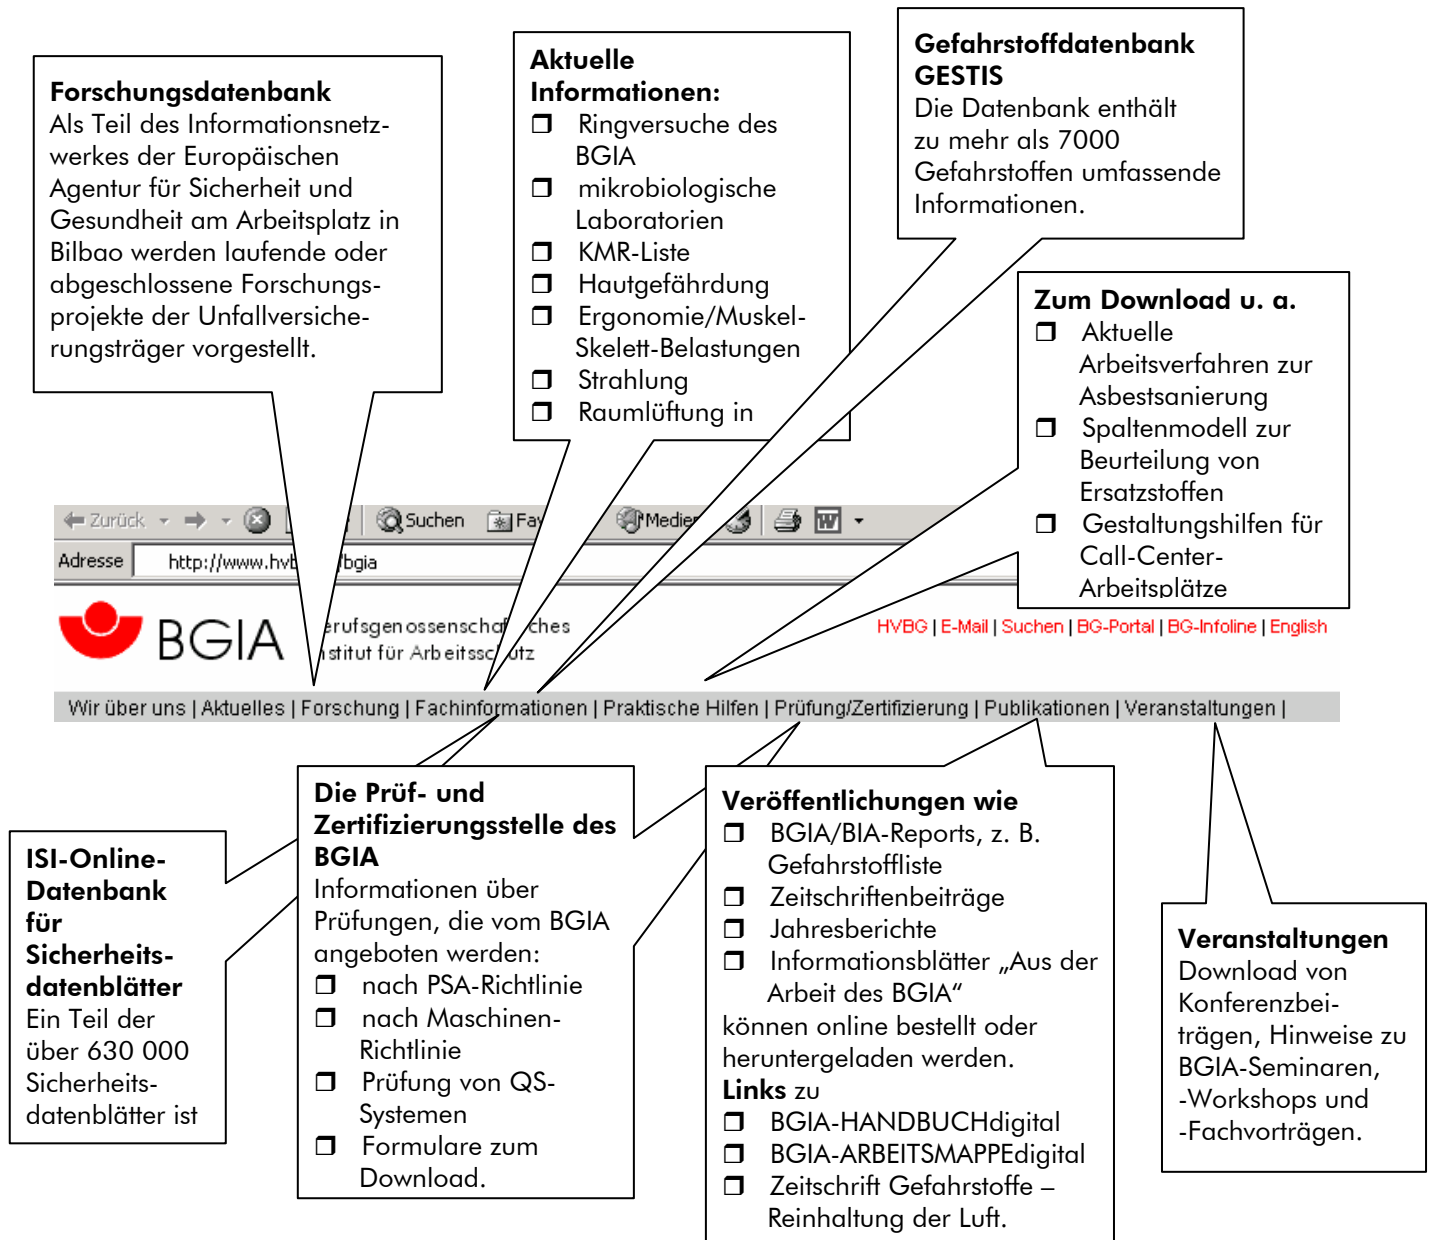 Forschungsdatenbank
Als Teil des Informationsnetz-
werkes der Europäischen
Agentur für Sicherheit und
Gesundheit am Arbeitsplatz in
Bilbao werden laufende oder
abgeschlossene Forschungs-
projekte der Unfallversiche-
rungsträger vorgestellt.
Aktuelle
Informationen:
❒ Ringversuche des
BGIA
❒ mikrobiologische
Laboratorien
❒ KMR-Liste
❒ Hautgefährdung
❒ Ergonomie/Muskel-
Skelett-Belastungen
❒ Strahlung
❒ Raumlüftung in
Gefahrstoffdatenbank
GESTIS
Die Datenbank enthält
zu mehr als 7000
Gefahrstoffen umfassende
Informationen.
Zum Download u. a.
❒ Aktuelle
Arbeitsverfahren zur
Asbestsanierung
❒ Spaltenmodell zur
Beurteilung von
Ersatzstoffen
❒ Gestaltungshilfen für
Call-Center-
Arbeitsplätze
Zurück Suchen Fav Medien
Adresse http://www.hvb /bgia
BGIA
erufsgenossenschaftliches
nstitut für Arbeitsschutz
HVBG | E-Mail | Suchen | BG-Portal | BG-Infoline | English
Wir über uns | Aktuelles | Forschung | Fachinformationen | Praktische Hilfen | Prüfung/Zertifizierung | Publikationen | Veranstaltungen |
ISI-Online-
Datenbank
für
Sicherheits-
datenblätter
Ein Teil der
über 630 000
Sicherheits-
datenblätter ist
Die Prüf- und
Zertifizierungsstelle des
BGIA
Informationen über
Prüfungen, die vom BGIA
angeboten werden:
❒ nach PSA-Richtlinie
❒ nach Maschinen-
Richtlinie
❒ Prüfung von QS-
Systemen
❒ Formulare zum
Download.
Veröffentlichungen wie
❒ BGIA/BIA-Reports, z. B.
Gefahrstoffliste
❒ Zeitschriftenbeiträge
❒ Jahresberichte
❒ Informationsblätter „Aus der
Arbeit des BGIA“
können online bestellt oder
heruntergeladen werden.
Links zu
❒ BGIA-HANDBUCHdigital
❒ BGIA-ARBEITSMAPPEdigital
❒ Zeitschrift Gefahrstoffe –
Reinhaltung der Luft.
Veranstaltungen
Download von
Konferenzbei-
trägen, Hinweise zu
BGIA-Seminaren,
-Workshops und
-Fachvorträgen.